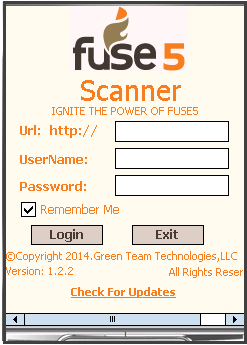 fuse 5
Scanner
IGNITE THE POWER OF FUSE5
Url: http://
UserName:
Password:
Remember Me
Login Exit
©Copyright 2014.Green Team Technologies,LLC
Version: 1.2.2 All Rights Reser
Check For Updates